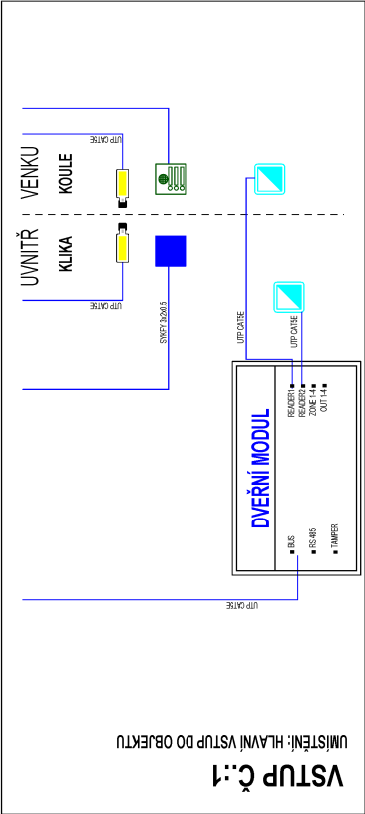 VSTUP Č.:1
UMÍSTĚNÍ: HLAVNÍ VSTUP DO OBJEKTU
VENKU
KOULE
UVNITŘ
KLIKA
UTP CAT5E
UTP CAT5E
SYKFY 3x2x0.5
UTP CAT5E
UTP CAT5E
DVEŘNÍ MODUL
READER1
READER2
ZONE 1-4
OUT 1-4
BUS
RS 485
TAMPER
UTP CAT5E